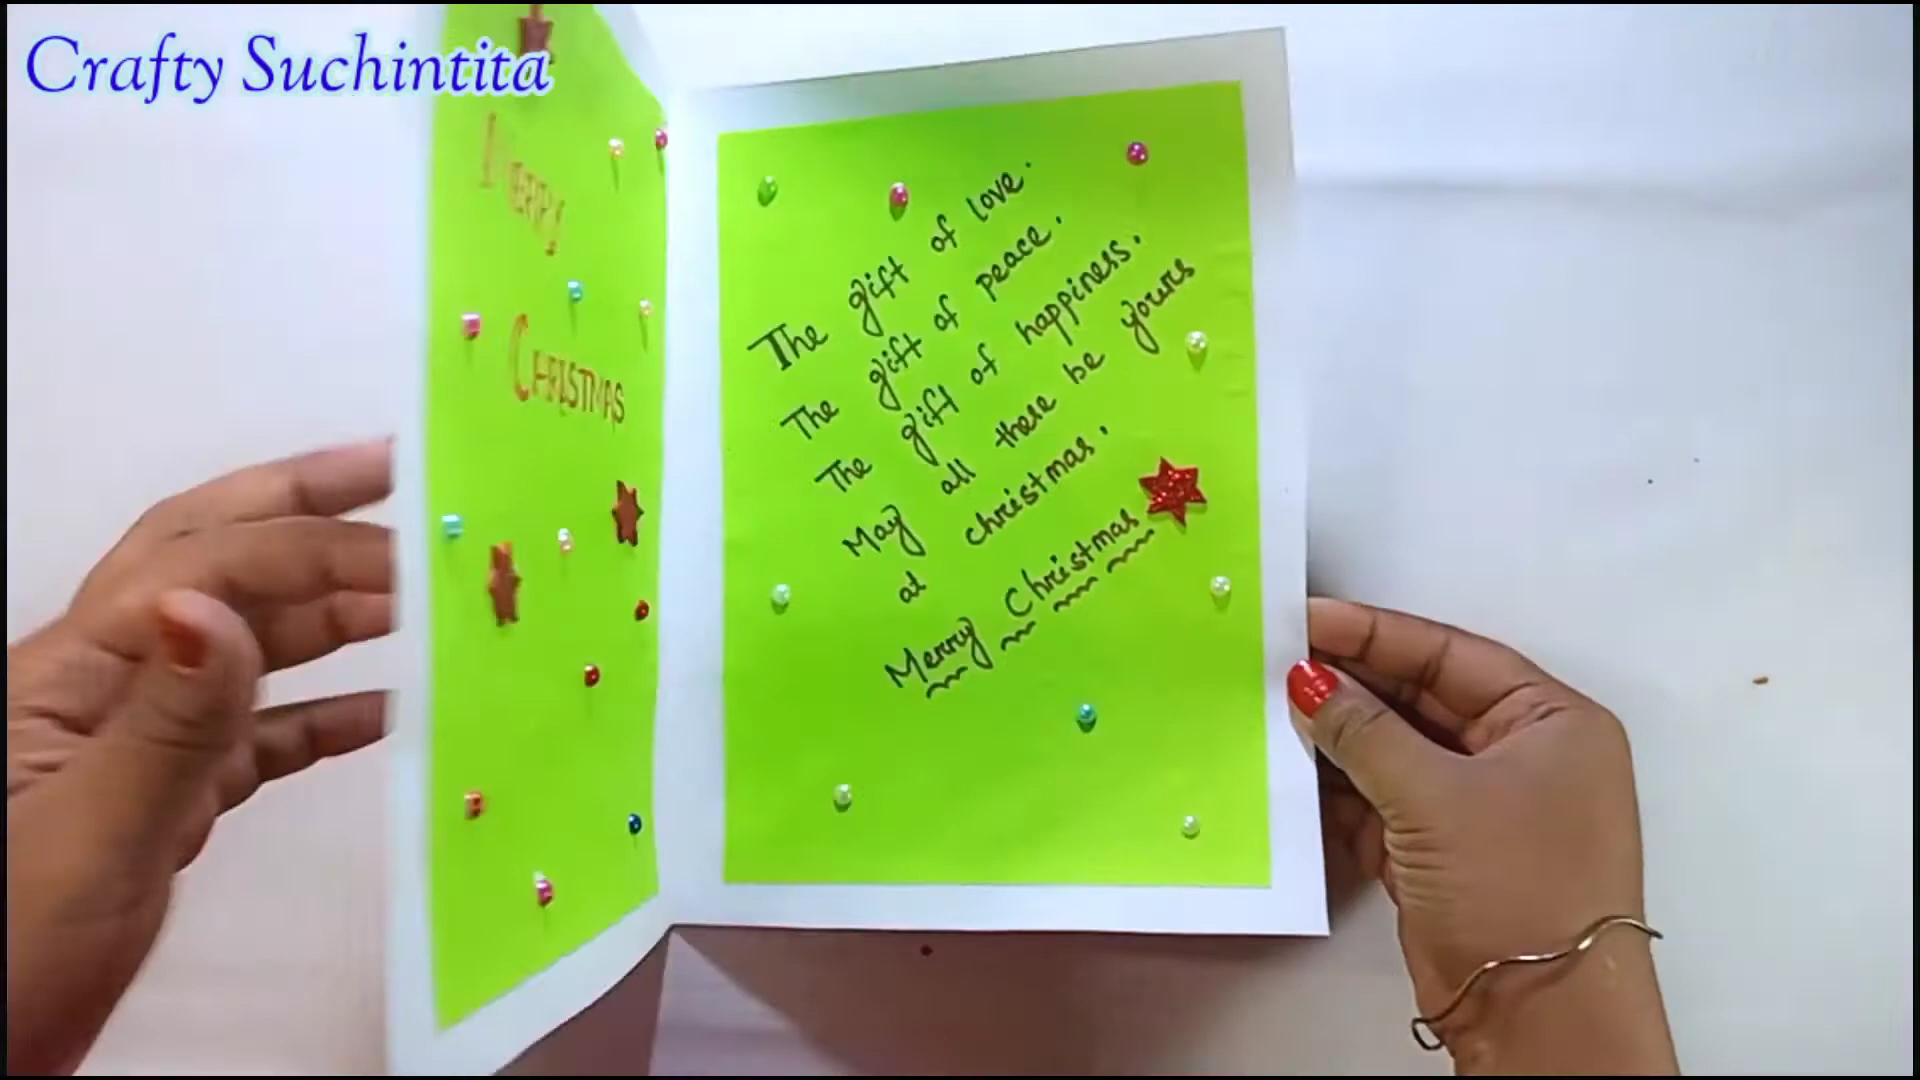 Crafty Suchintita
MERRY
CHRISTMAS
The gift of love.
The gift of peace.
The gift of happiness.
May all these be yours
at christmas.
Merry Christmas